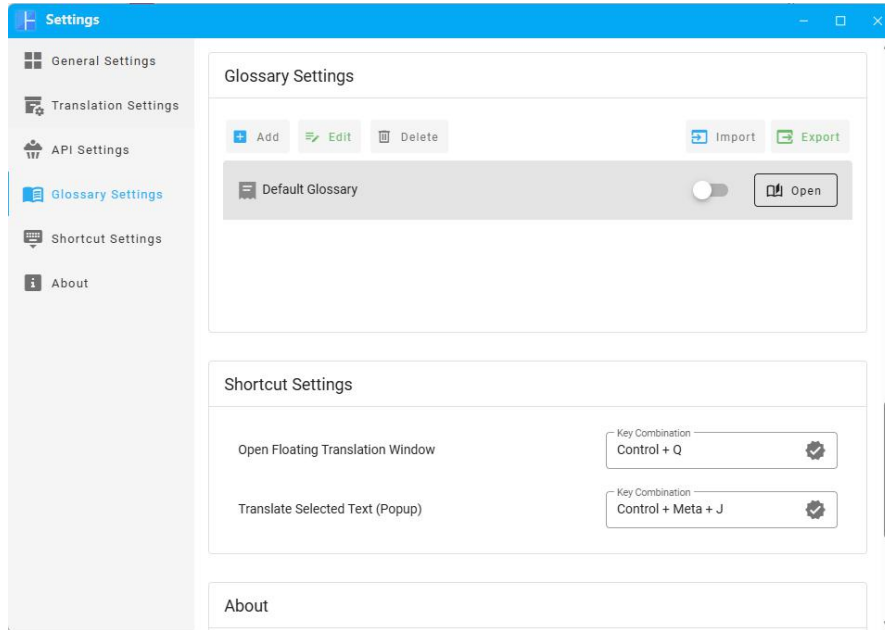 Settings
General Settings
Translation Settings
API Settings
Glossary Settings
Shortcut Settings
About
Glossary Settings
Add Edit Delete Import Export
Default Glossary Open
Shortcut Settings
Key Combination
Open Floating Translation Window Control + Q
Key Combination
Translate Selected Text (Popup) Control + Meta + J
About